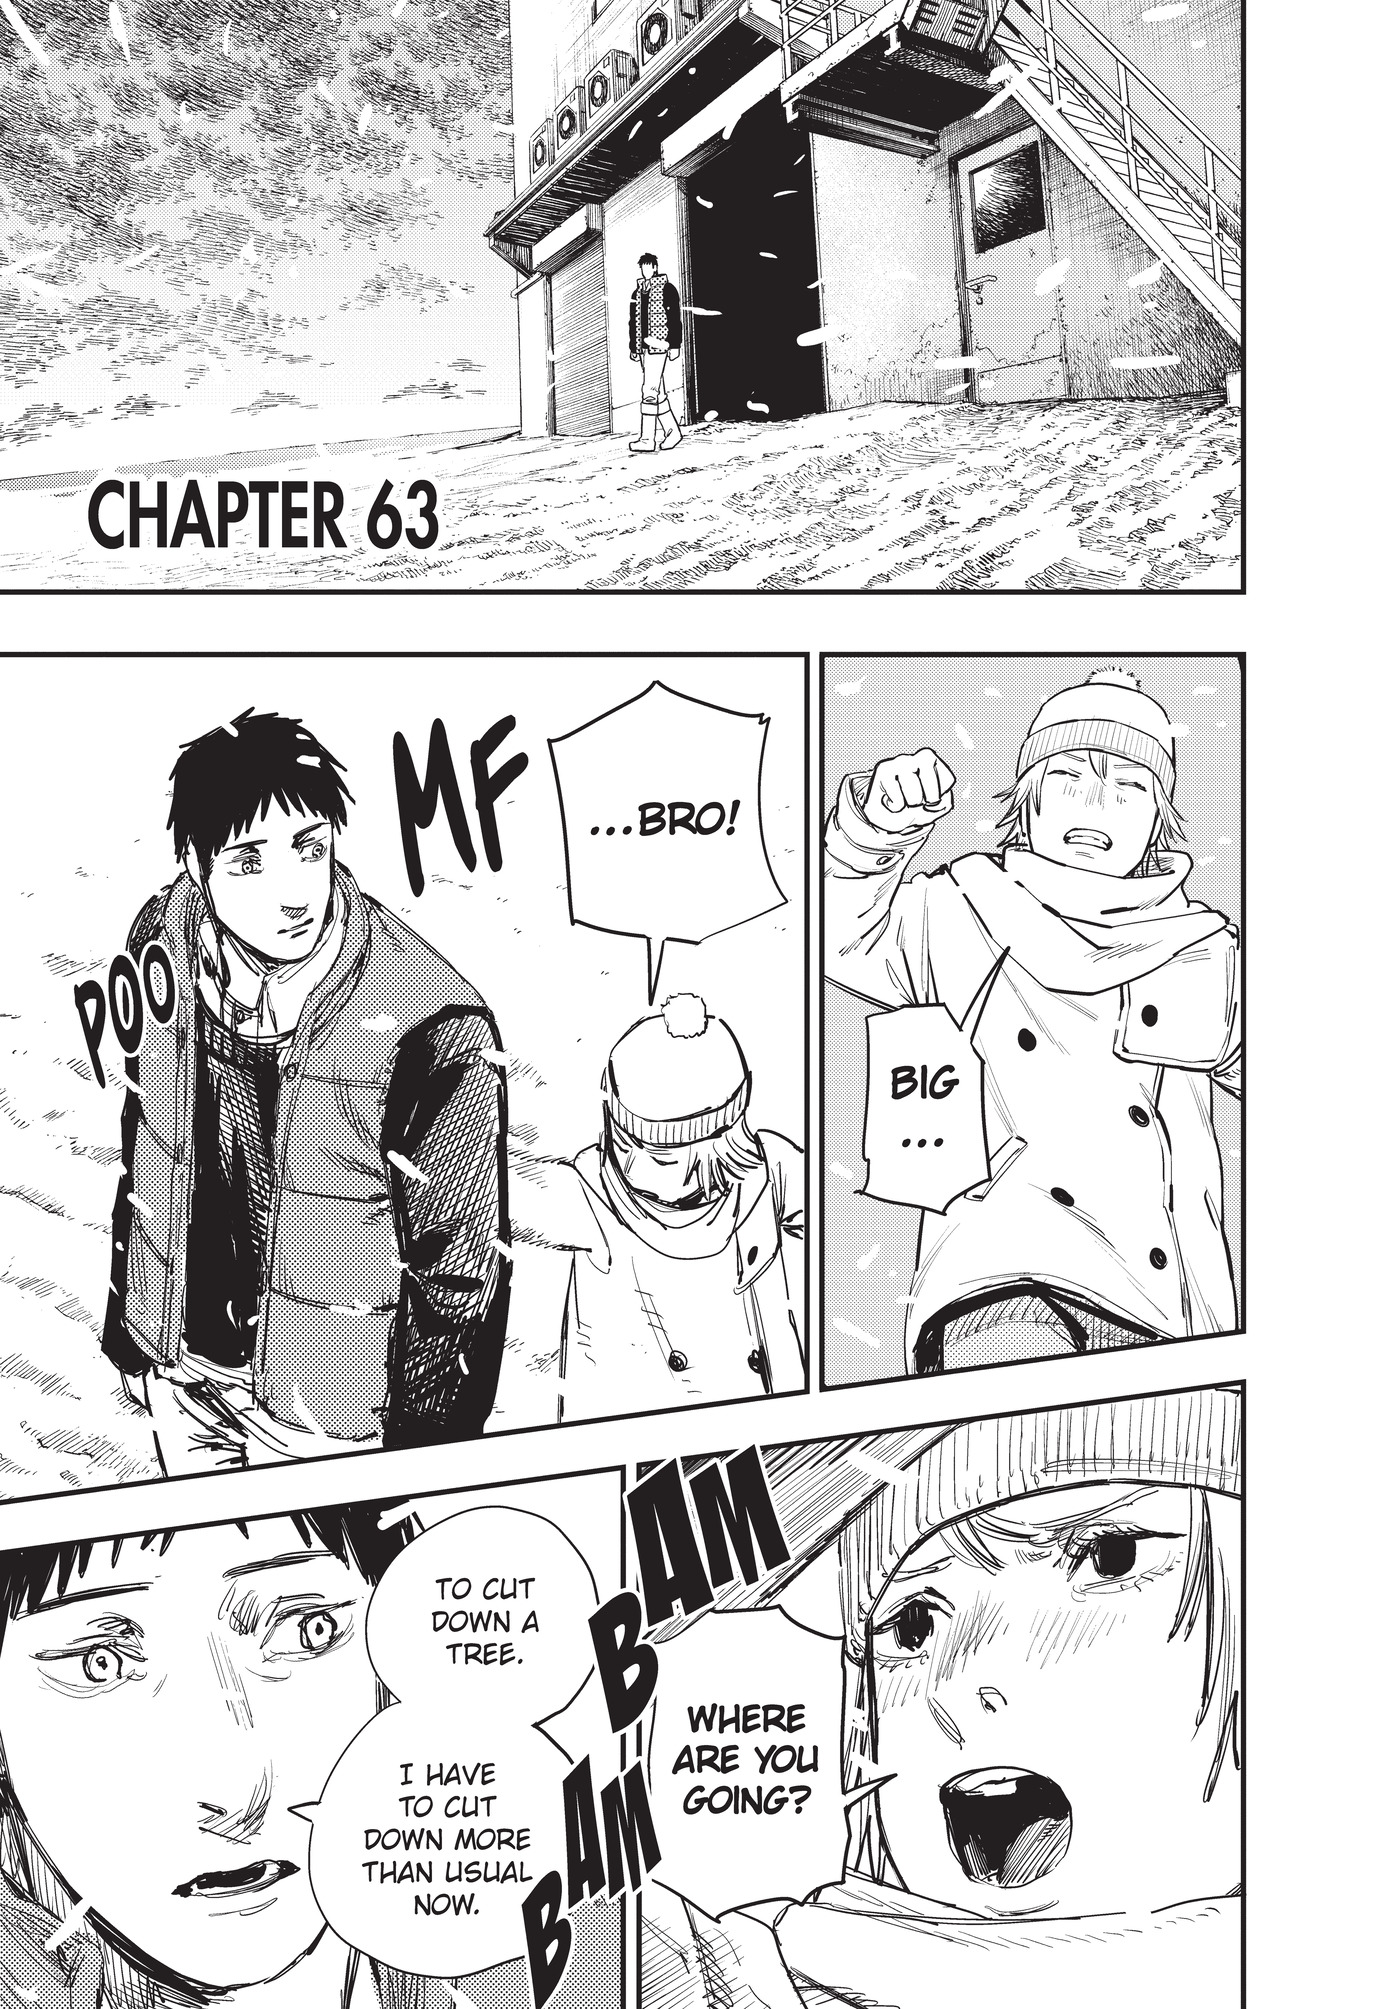 CHAPTER 63
BIG
...
...BRO!
MF
POO
WHERE
ARE YOU
GOING?
BAM
BAM
TO CUT
DOWN A
TREE.
I HAVE
TO CUT
DOWN MORE
THAN USUAL
NOW.